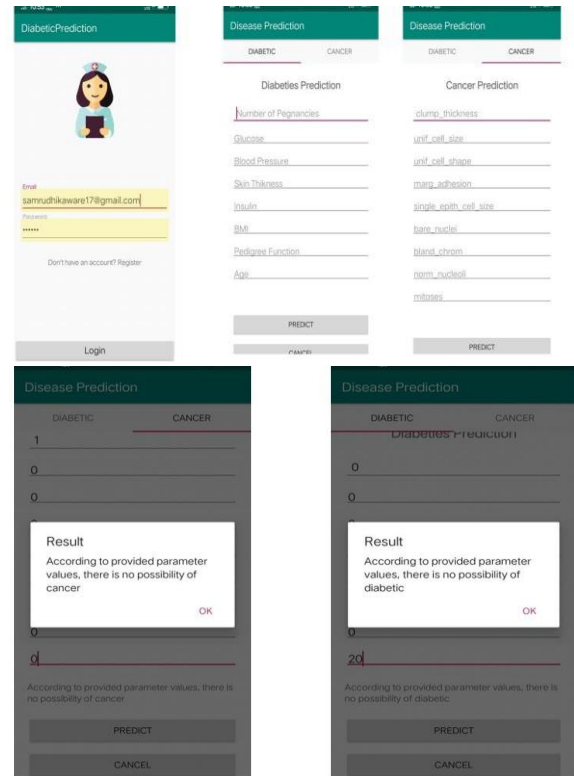 DiabeticPrediction
Email
samrudhikaware17@gmail.com
Password
••••••
Don't have an account? Register
Login
Disease Prediction
DIABETIC CANCER
Diabeties Prediction
Number of Pegnancies
Glucose
Blood Pressure
Skin Thikness
Insulin
BMI
Pedigree Function
Age
PREDICT
CANCEL
Disease Prediction
DIABETIC CANCER
Cancer Prediction
clump_thickness
unif_cell_size
unif_cell_shape
marg_adhesion
single_epith_cell_size
bare_nuclei
bland_chrom
norm_nucleoli
mitoses
PREDICT
Disease Prediction
DIABETIC CANCER
1
0
0
Result
According to provided parameter
values, there is no possibility of
cancer
OK
0
0
According to provided parameter values, there is
no possibility of cancer
PREDICT
CANCEL
Disease Prediction
DIABETIC CANCER
Diabeties Prediction
0
0
Result
According to provided parameter
values, there is no possibility of
diabetic
OK
0
20
According to provided parameter values, there is
no possibility of diabetic
PREDICT
CANCEL